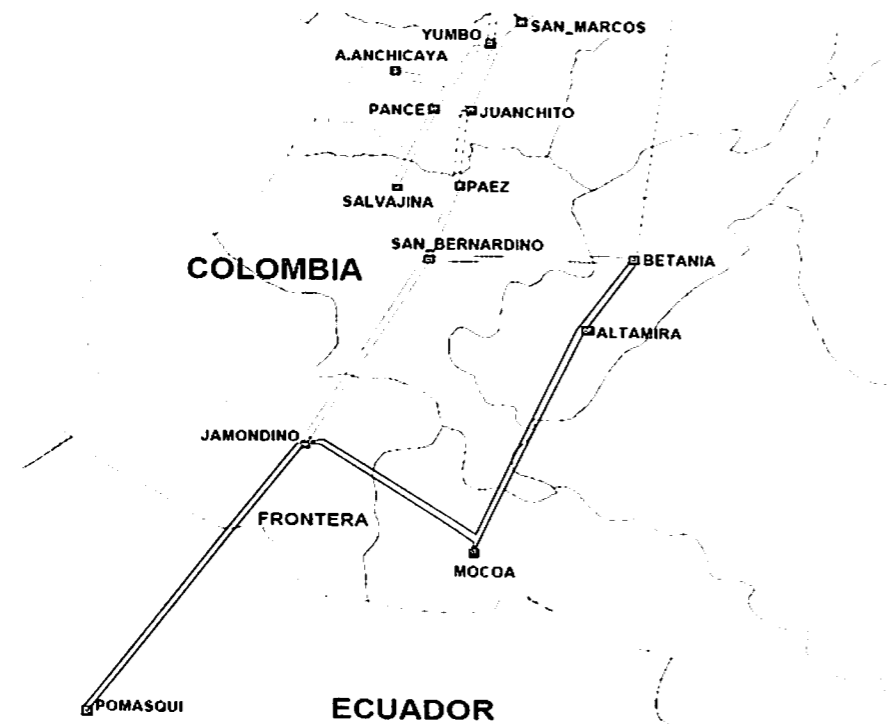 SAN_MARCOS
YUMBO
A.ANCHICAYA
PANCE
JUANCHITO
SALVAJINA
PAEZ
SAN_BERNARDINO
COLOMBIA
BETANIA
ALTAMIRA
JAMONDINO
FRONTERA
MOCOA
POMASQUI
ECUADOR